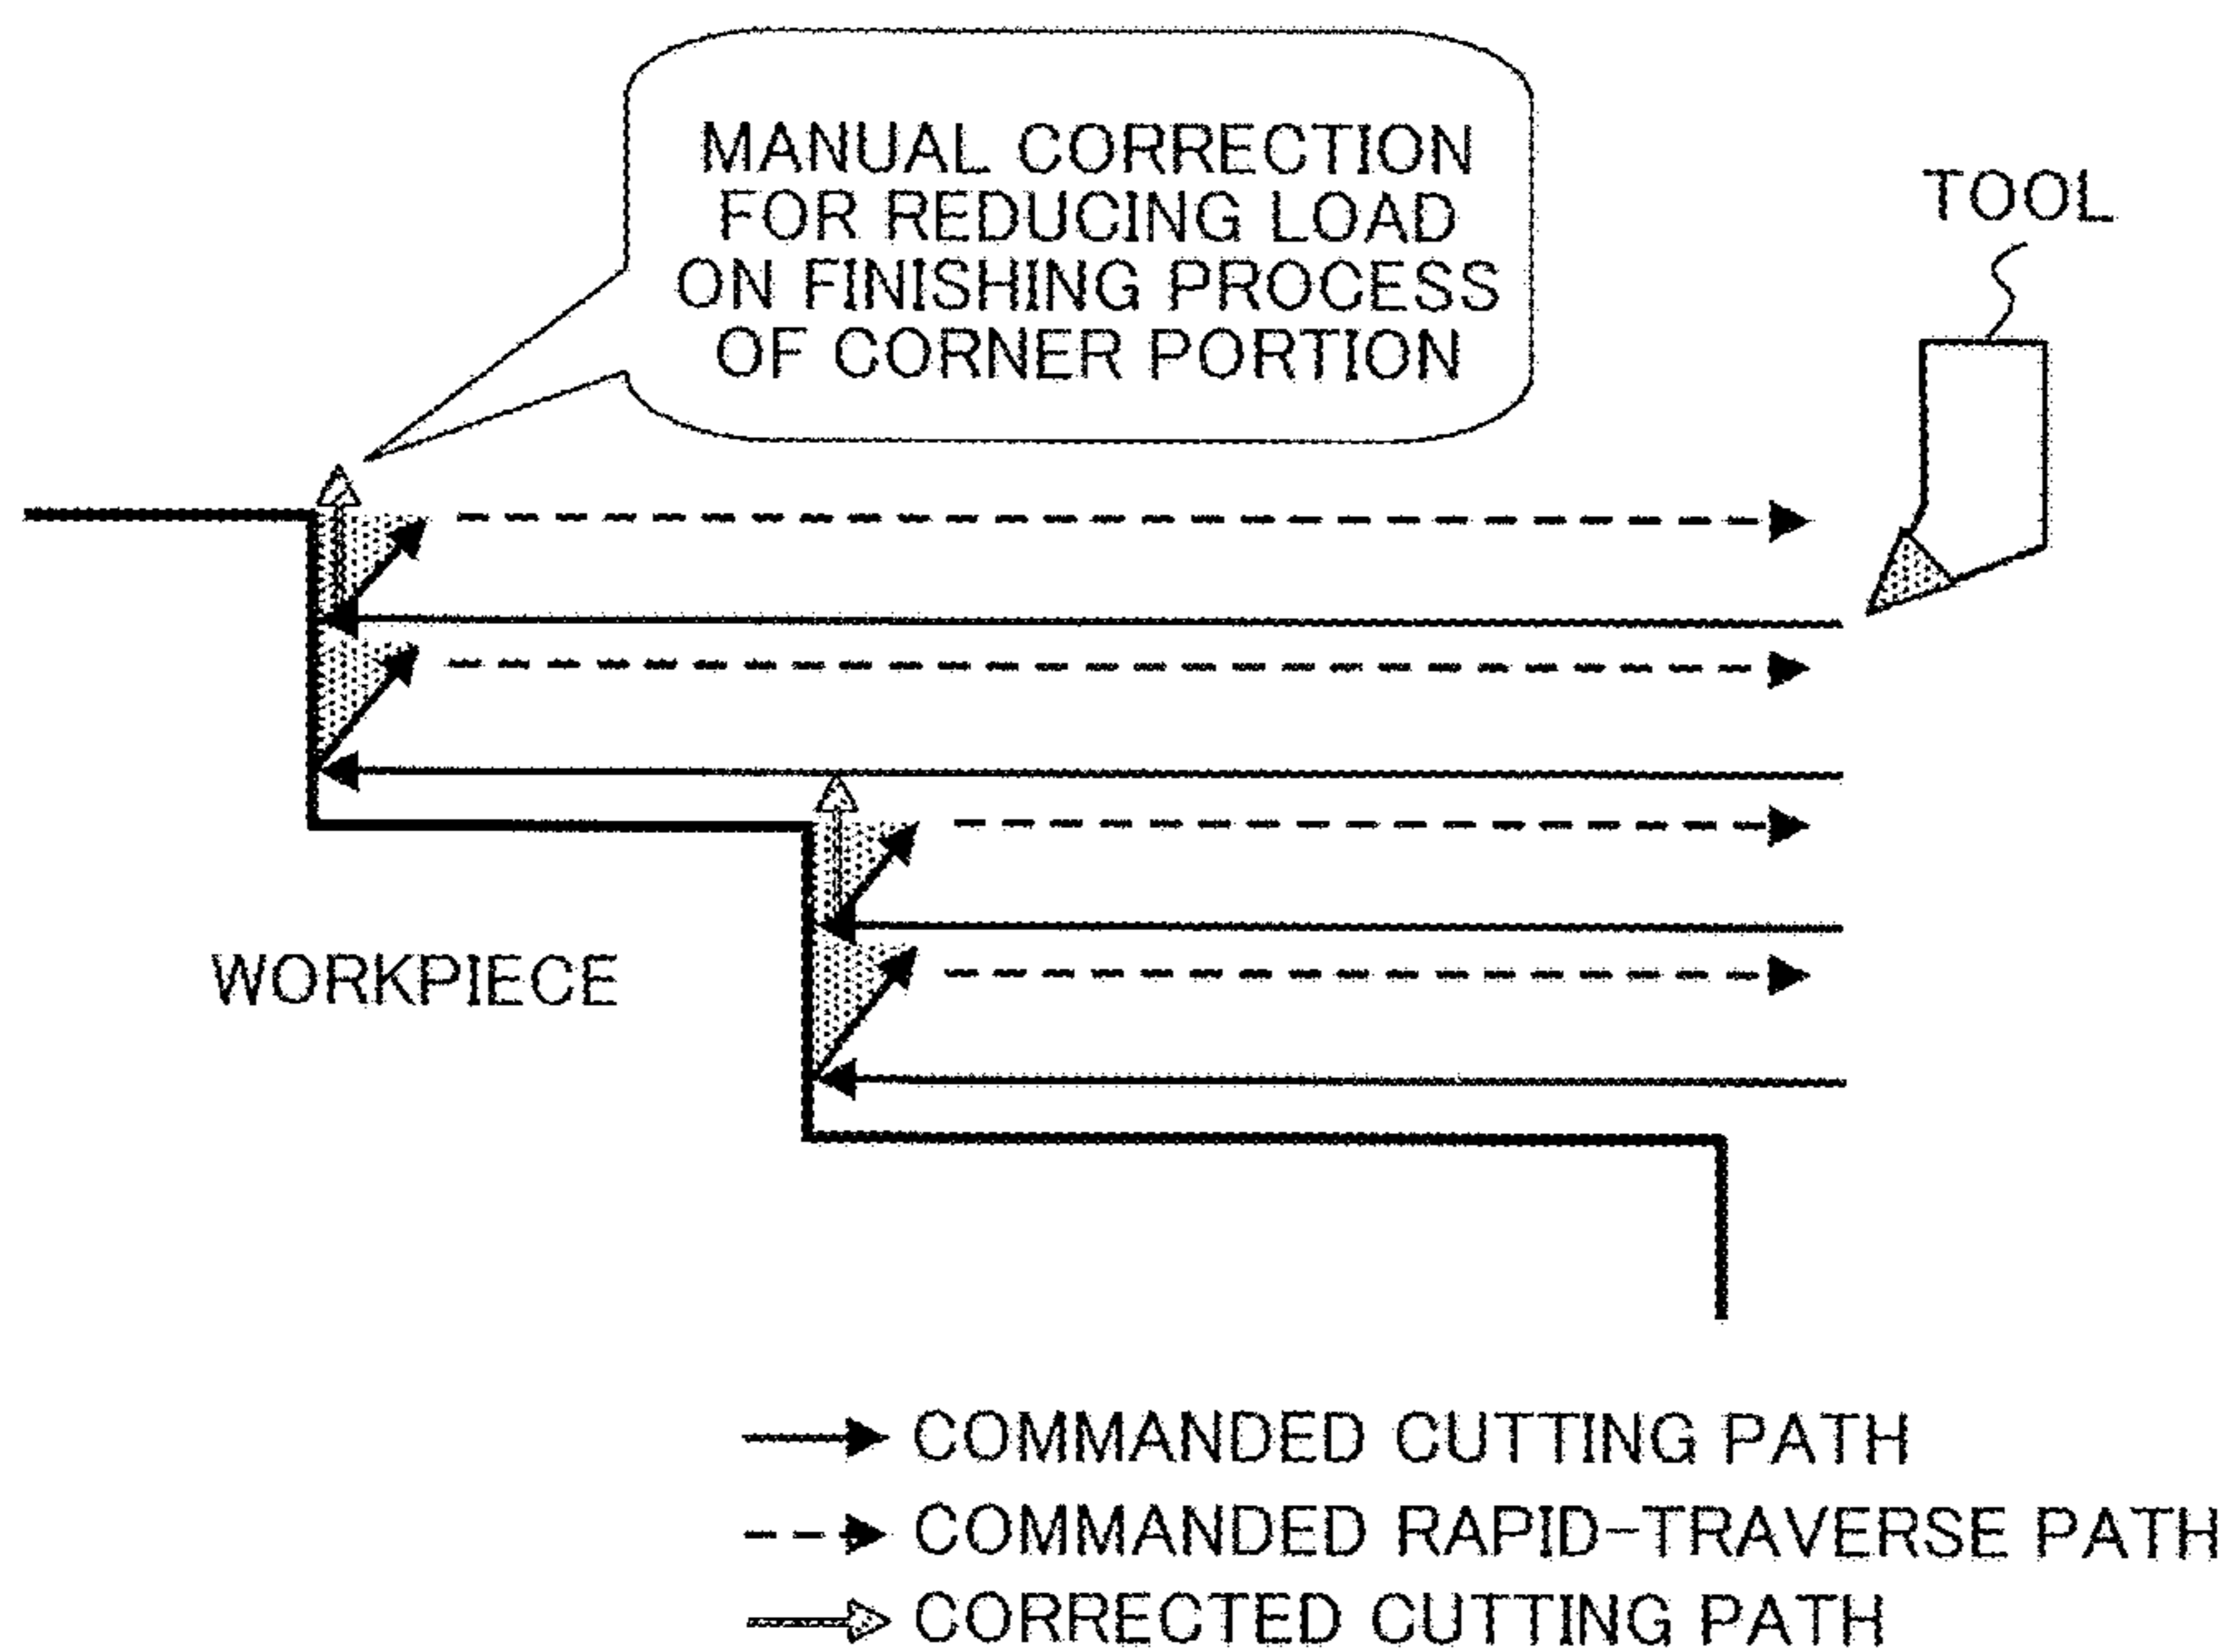 MANUAL CORRECTION
FOR REDUCING LOAD
ON FINISHING PROCESS
OF CORNER PORTION
TOOL
WORKPIECE
COMMANDED CUTTING PATH
COMMANDED RAPID-TRAVERSE PATH
CORRECTED CUTTING PATH